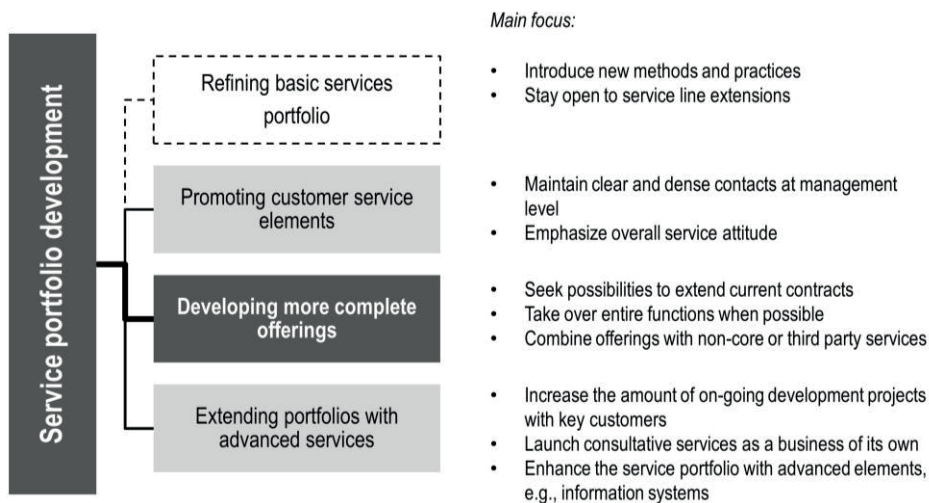 Service portfolio development
Main focus:
Refining basic services
portfolio
• Introduce new methods and practices
• Stay open to service line extensions
Promoting customer service
elements
• Maintain clear and dense contacts at management
level
• Emphasize overall service attitude
Developing more complete
offerings
• Seek possibilities to extend current contracts
• Take over entire functions when possible
• Combine offerings with non-core or third party services
Extending portfolios with
advanced services
• Increase the amount of on-going development projects
with key customers
• Launch consultative services as a business of its own
• Enhance the service portfolio with advanced elements,
e.g., information systems